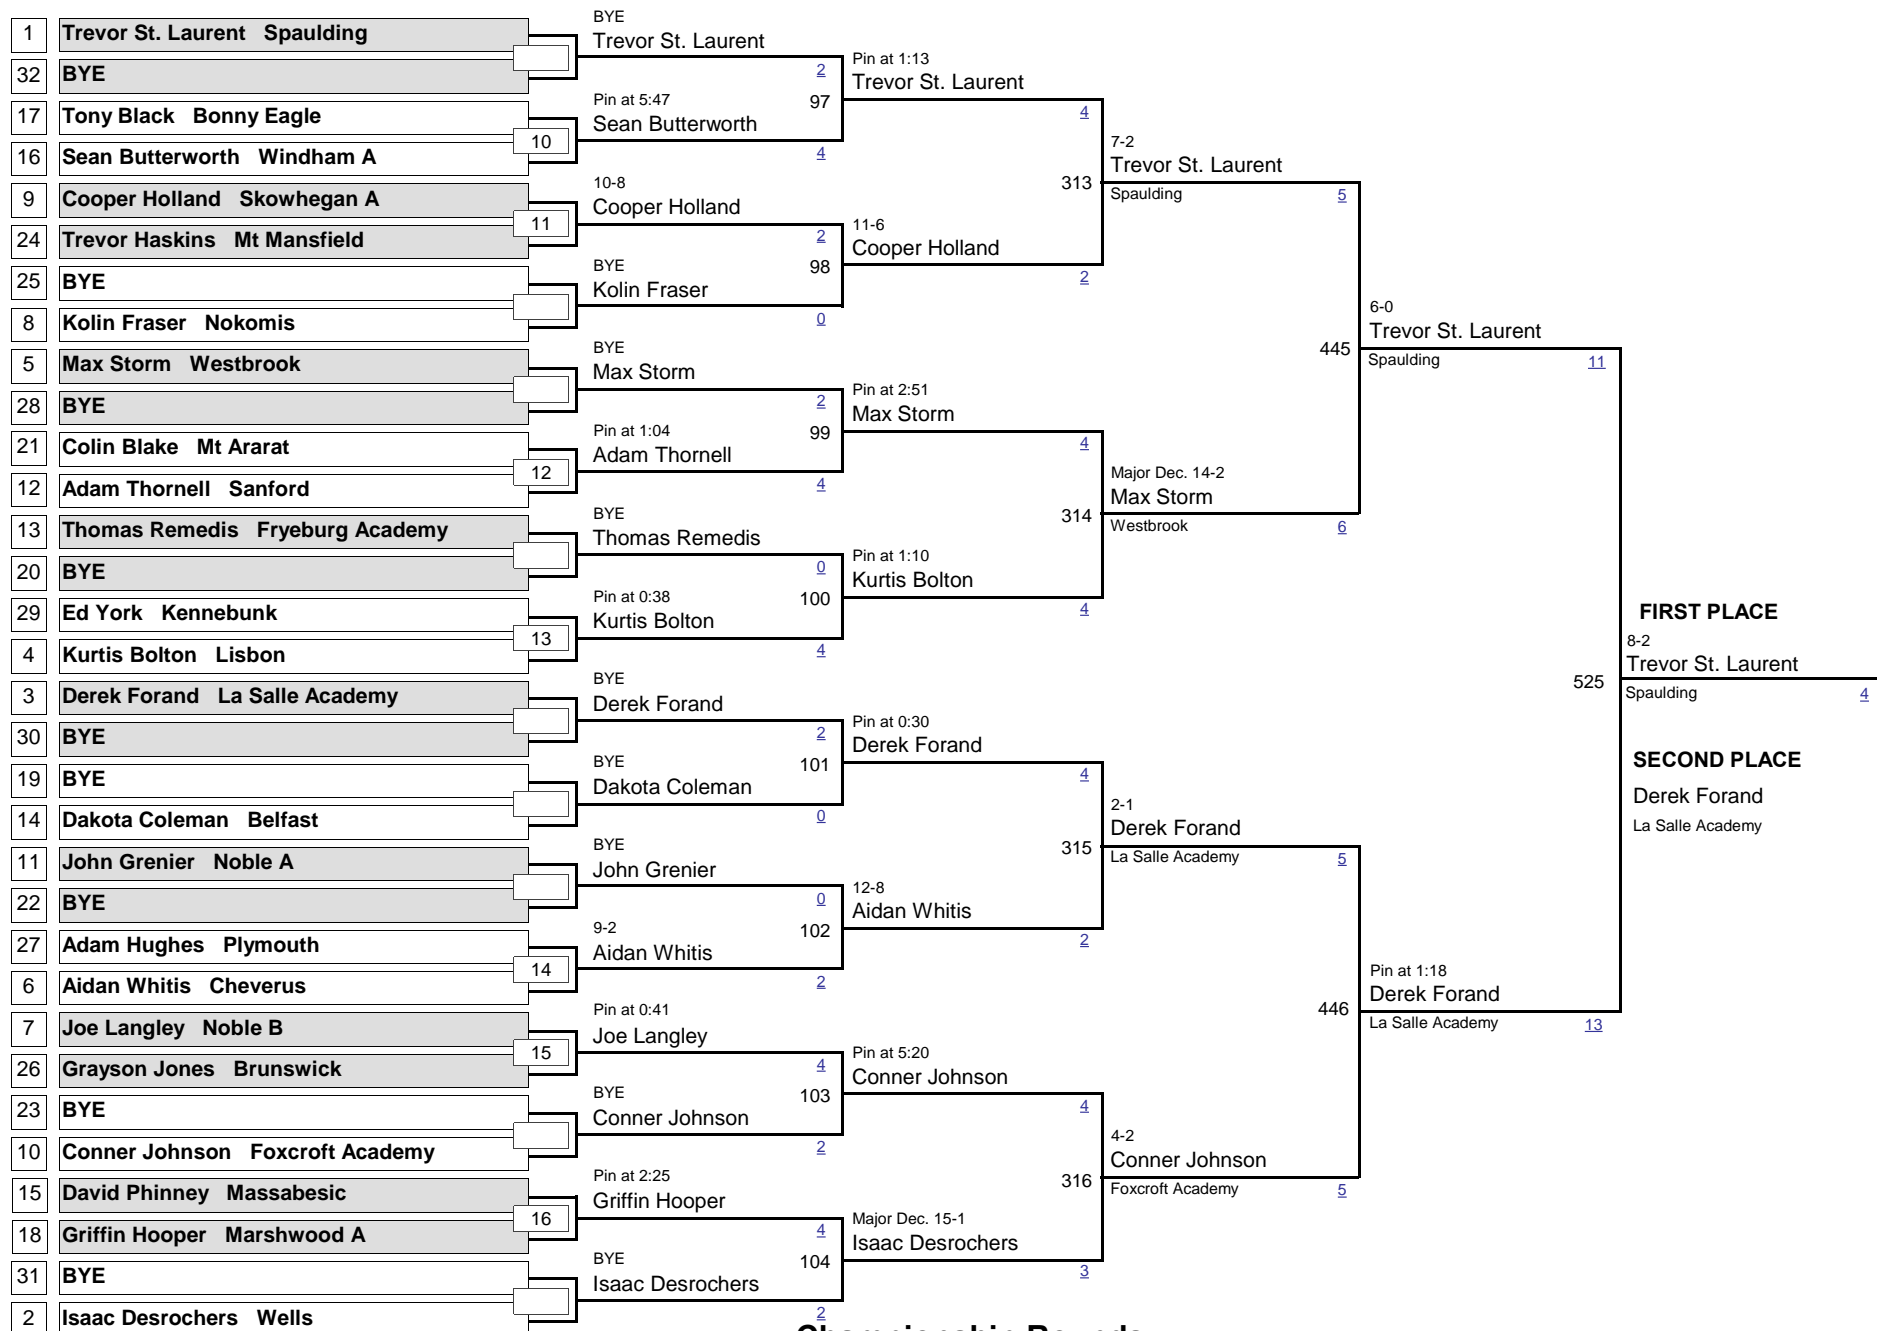 1 Trevor St. Laurent Spaulding
32 BYE
17 Tony Black Bonny Eagle
16 Sean Butterworth Windham A
9 Cooper Holland Skowhegan A
24 Trevor Haskins Mt Mansfield
25 BYE
8 Kolin Fraser Nokomis
5 Max Storm Westbrook
28 BYE
21 Colin Blake Mt Ararat
12 Adam Thornell Sanford
13 Thomas Remedis Fryeburg Academy
20 BYE
29 Ed York Kennebunk
4 Kurtis Bolton Lisbon
3 Derek Forand La Salle Academy
30 BYE
19 BYE
14 Dakota Coleman Belfast
11 John Grenier Noble A
22 BYE
27 Adam Hughes Plymouth
6 Aidan Whitis Cheverus
7 Joe Langley Noble B
26 Grayson Jones Brunswick
23 BYE
10 Conner Johnson Foxcroft Academy
15 David Phinney Massabesic
18 Griffin Hooper Marshwood A
31 BYE
2 Isaac Desrochers Wells
10
11
12
13
14
15
16
BYE
Trevor St. Laurent
2
Pin at 5:47
97
Sean Butterworth
4
10-8
Cooper Holland
2
BYE
98
Kolin Fraser
0
BYE
Max Storm
2
Pin at 1:04
99
Adam Thornell
4
BYE
Thomas Remedis
0
Pin at 0:38
100
Kurtis Bolton
4
BYE
Derek Forand
2
BYE
101
Dakota Coleman
0
BYE
John Grenier
0
9-2
102
Aidan Whitis
2
Pin at 0:41
Joe Langley
4
BYE
103
Conner Johnson
2
Pin at 2:25
Griffin Hooper
4
BYE
104
Isaac Desrochers
2
Pin at 1:13
Trevor St. Laurent
4
313
11-6
Cooper Holland
2
Pin at 2:51
Max Storm
4
314
Pin at 1:10
Kurtis Bolton
4
Pin at 0:30
Derek Forand
4
315
12-8
Aidan Whitis
2
Pin at 5:20
Conner Johnson
4
316
Major Dec. 15-1
Isaac Desrochers
3
7-2
Trevor St. Laurent
Spaulding 5
445
Major Dec. 14-2
Max Storm
Westbrook 6
2-1
Derek Forand
La Salle Academy 5
446
4-2
Conner Johnson
Foxcroft Academy 5
6-0
Trevor St. Laurent
Spaulding 11
525
Pin at 1:18
Derek Forand
La Salle Academy 13
FIRST PLACE
8-2
Trevor St. Laurent
Spaulding 4
SECOND PLACE
Derek Forand
La Salle Academy
Championship Rounds